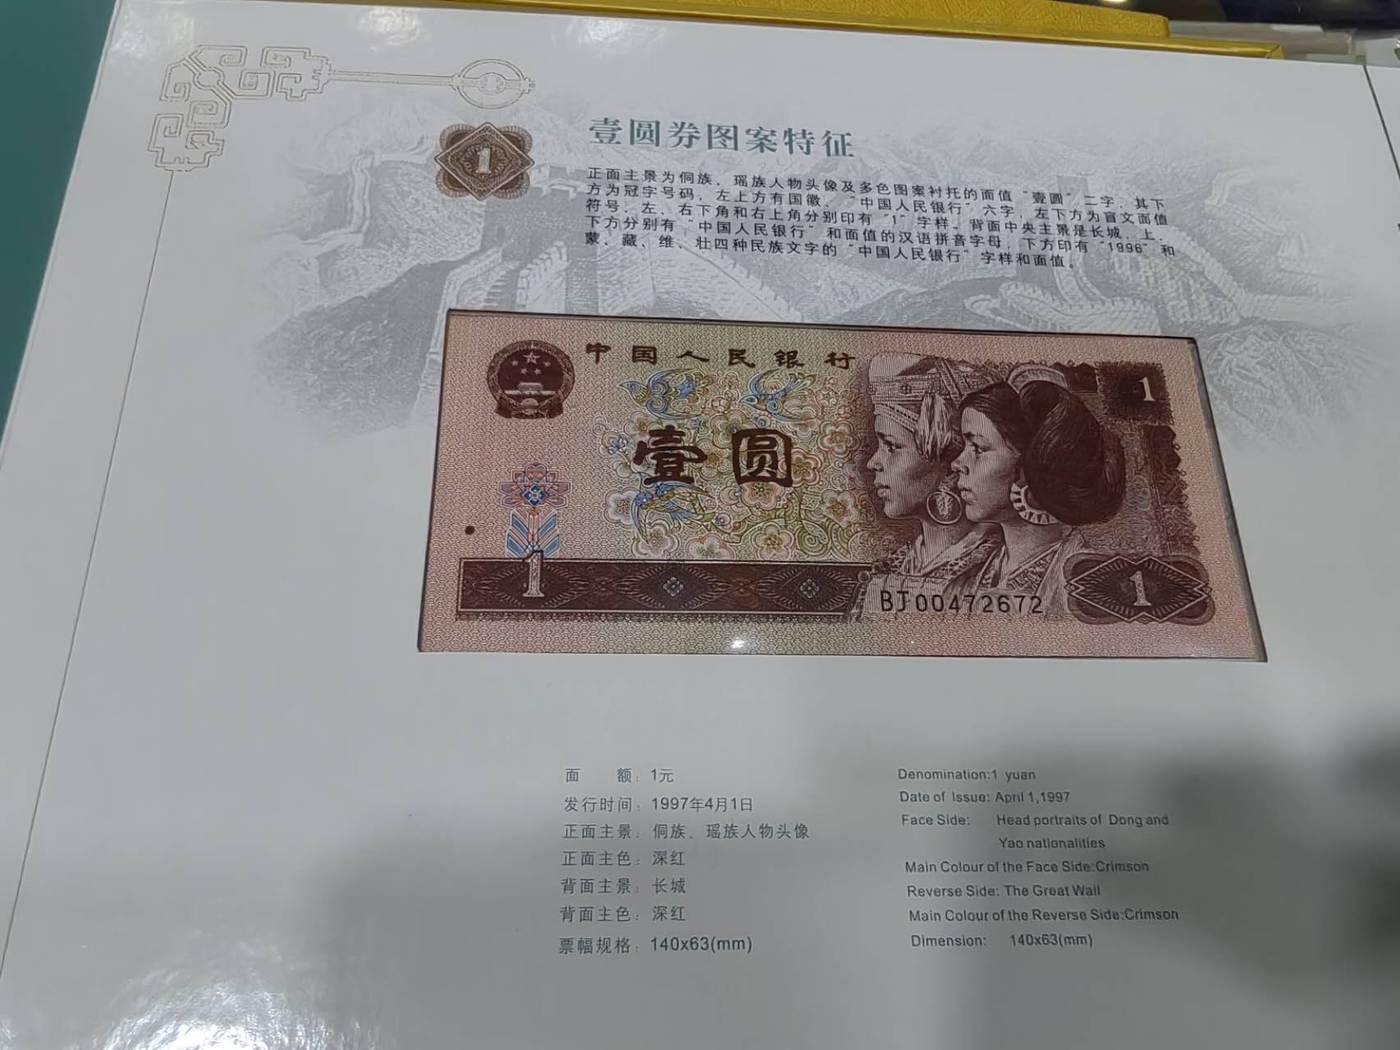 壹圆券图案特征
1
正面主景为侗族、瑶族人物头像及多色图案衬托的面值“壹圆”二字，其下
方为冠字号码，左上方有国徽，“中国人民银行”六字，左下方为盲文面值
符号，左、右下角和右上角分别印有“1”字样。背面中央主景是长城，上、
下方分别有“中国人民银行”和面值的汉语拼音字母，下方印有“1996”和
蒙、藏、维、壮四种民族文字的“中国人民银行”字样和面值。
中国人民银行
1
壹圆
1
BJ00472672
1
面 额：1元
发行时间：1997年4月1日
正面主景：侗族、瑶族人物头像
正面主色：深红
背面主景：长城
背面主色：深红
票幅规格：140x63(mm)
Denomination:1 yuan
Date of Issue: April 1,1997
Face Side: Head portraits of Dong and
Yao nationalities
Main Colour of the Face Side:Crimson
Reverse Side: The Great Wall
Main Colour of the Reverse Side:Crimson
Dimension: 140x63(mm)